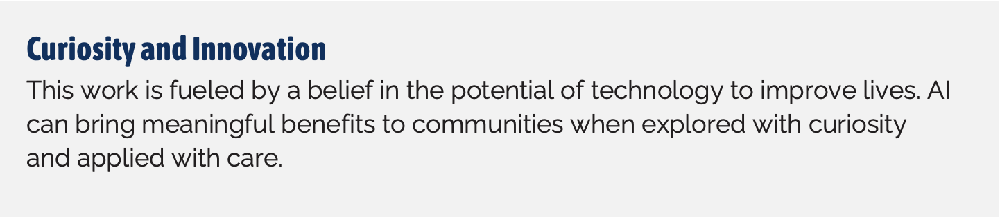 Curiosity and Innovation
This work is fueled by a belief in the potential of technology to improve lives. AI
can bring meaningful benefits to communities when explored with curiosity
and applied with care.